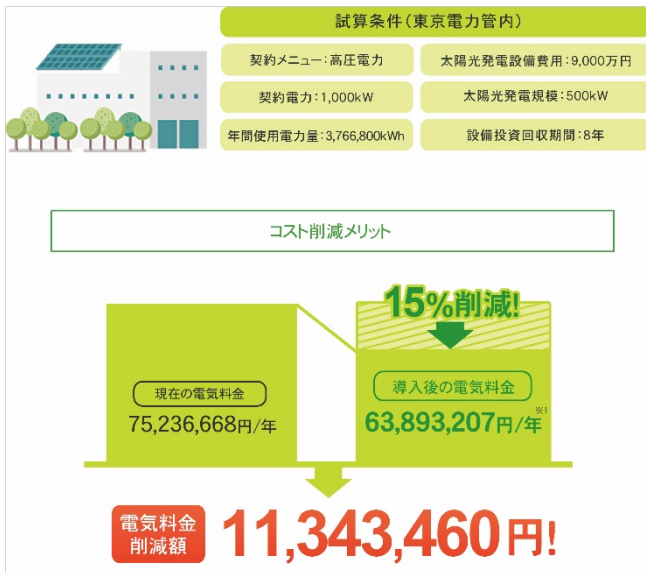 試算条件(東京電力管内)
契約メニュー:高圧電力
太陽光発電設備費用:9,000万円
契約電力:1,000kW
太陽光発電規模:500kW
年間使用電力量:3,766,800kWh
設備投資回収期間:8年
コスト削減メリット
15%削減!
現在の電気料金
75,236,668円/年
導入後の電気料金
63,893,207円/年※1
電気料金
削減額
11,343,460円!